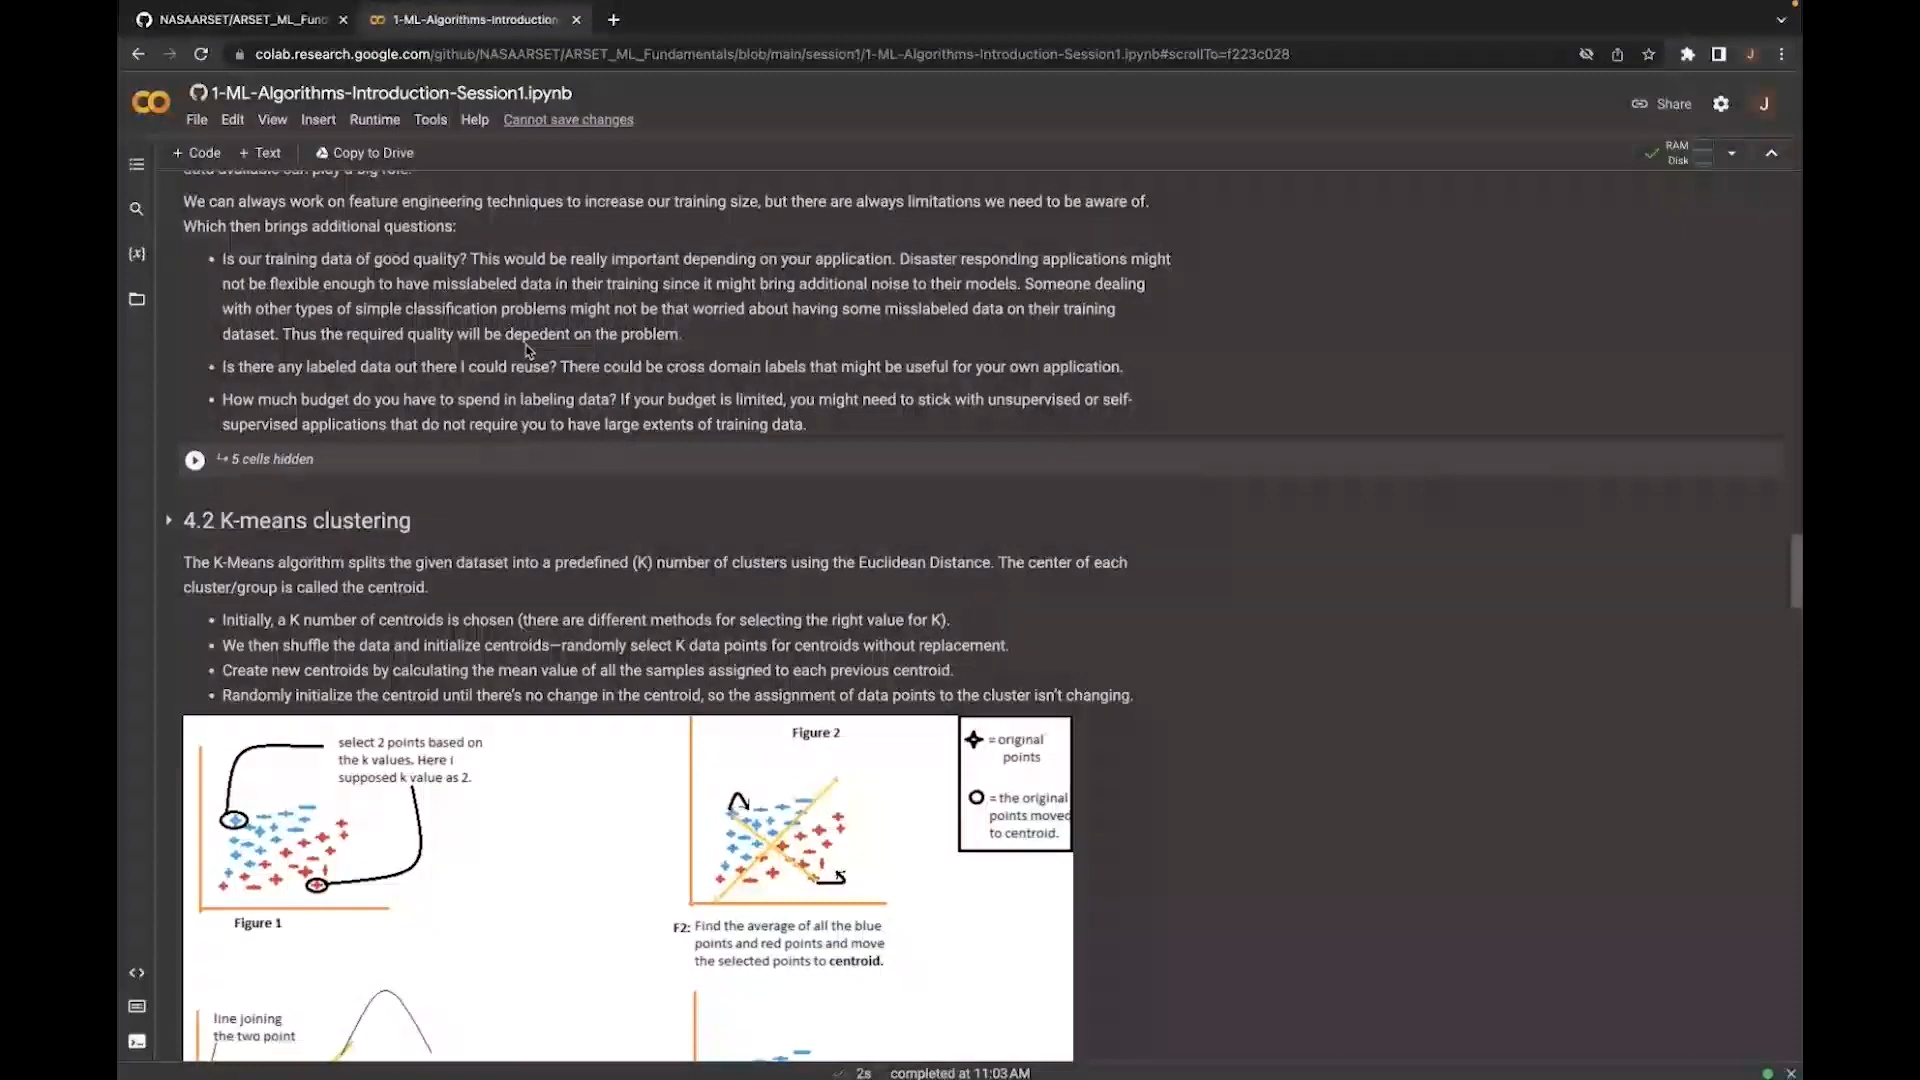 NASAARSET/ARSET_ML_Fun
1-ML-Algorithms-Introduction
colab.research.google.com/github/NASAARSET/ARSET_ML_Fundamentals/blob/main/session1/1-ML-Algorithms-Introduction-Session1.ipynb#scrollTo=f223c028
J
1-ML-Algorithms-Introduction-Session1.ipynb
File Edit View Insert Runtime Tools Help Cannot save changes
Share
J
+ Code + Text Copy to Drive
RAM
Disk
data available can play a big role.
We can always work on feature engineering techniques to increase our training size, but there are always limitations we need to be aware of.
Which then brings additional questions:
• Is our training data of good quality? This would be really important depending on your application. Disaster responding applications might
not be flexible enough to have misslabeled data in their training since it might bring additional noise to their models. Someone dealing
with other types of simple classification problems might not be that worried about having some misslabeled data on their training
dataset. Thus the required quality will be depedent on the problem.
• Is there any labeled data out there I could reuse? There could be cross domain labels that might be useful for your own application.
• How much budget do you have to spend in labeling data? If your budget is limited, you might need to stick with unsupervised or self-
supervised applications that do not require you to have large extents of training data.
5 cells hidden
4.2 K-means clustering
The K-Means algorithm splits the given dataset into a predefined (K) number of clusters using the Euclidean Distance. The center of each
cluster/group is called the centroid.
• Initially, a K number of centroids is chosen (there are different methods for selecting the right value for K).
• We then shuffle the data and initialize centroids—randomly select K data points for centroids without replacement.
• Create new centroids by calculating the mean value of all the samples assigned to each previous centroid.
• Randomly initialize the centroid until there's no change in the centroid, so the assignment of data points to the cluster isn't changing.
select 2 points based on
the k values. Here i
supposed k value as 2.
Figure 1
Figure 2
= original
points
= the original
points moved
to centroid.
F2: Find the average of all the blue
points and red points and move
the selected points to centroid.
line joining
the two point
2s completed at 11:03 AM